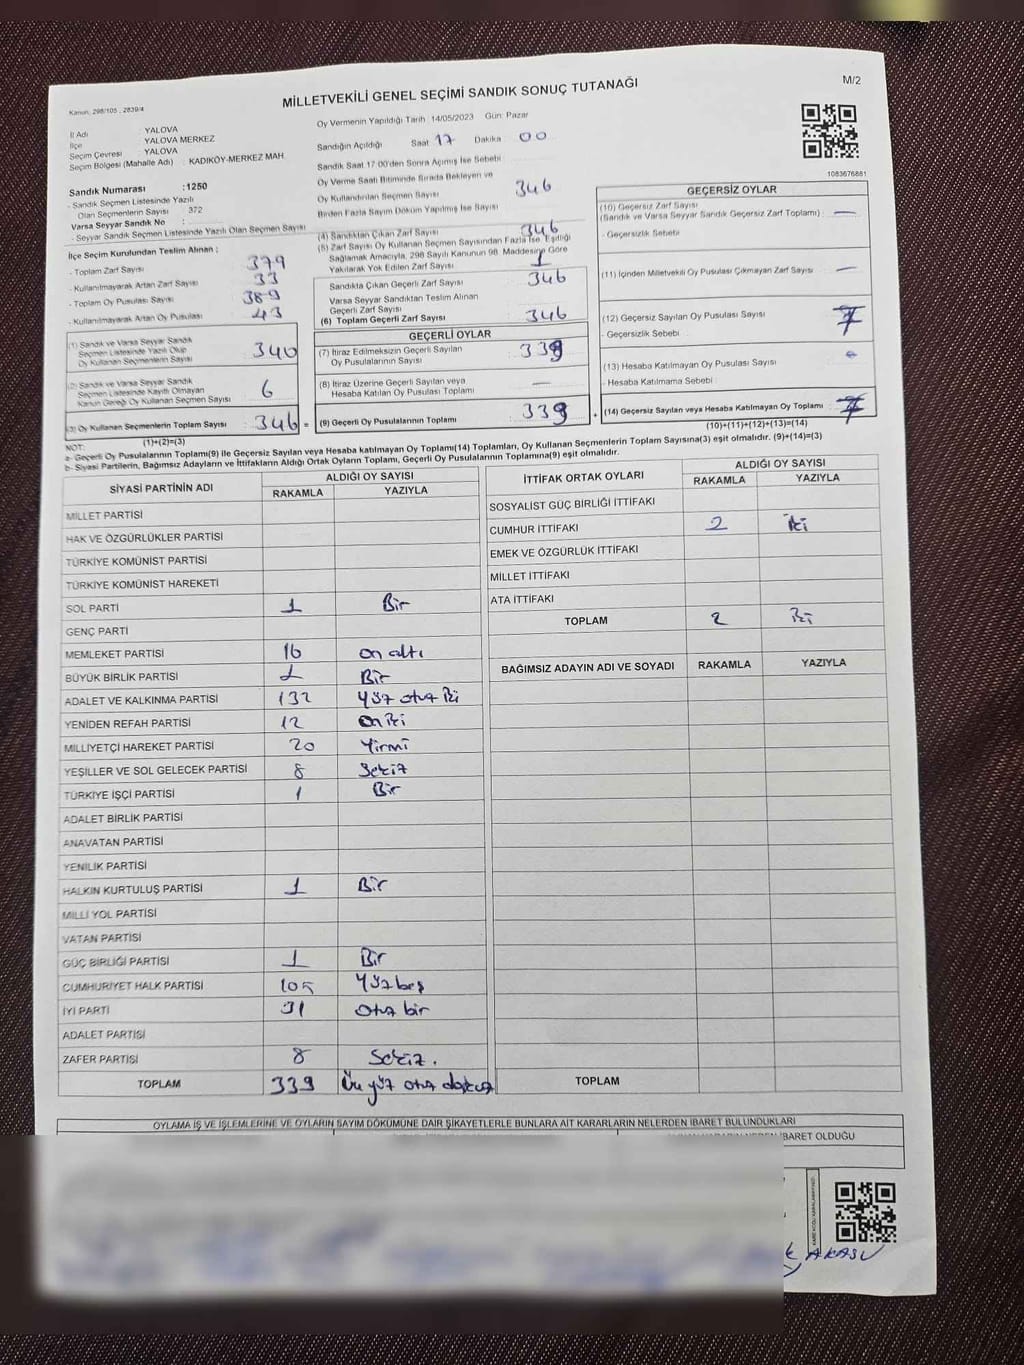 M/2
MİLLETVEKİLİ GENEL SEÇİMİ SANDIK SONUÇ TUTANAĞI
Kanun: 298/105 , 2839/4
İl Adı : YALOVA
İlçe : YALOVA MERKEZ
Seçim Çevresi : YALOVA
Seçim Bölgesi (Mahalle Adı) : KADIKÖY-MERKEZ MAH
Sandık Numarası :1250
- Sandık Seçmen Listesinde Yazılı
Olan Seçmenlerin Sayısı : 372
Varsa Seyyar Sandık No :
- Seyyar Sandık Seçmen Listesinde Yazılı Olan Seçmen Sayısı
İlçe Seçim Kurulundan Teslim Alınan ;
- Toplam Zarf Sayısı 379
- Kullanılmayarak Artan Zarf Sayısı 33
- Toplam Oy Pusulası Sayısı 389
- Kullanılmayarak Artan Oy Pusulası 43
(1) Sandık ve Varsa Seyyar Sandık
Seçmen Listesinde Yazılı Olup
Oy Kullanan Seçmenlerin Sayısı 340
(2) Sandık ve Varsa Seyyar Sandık
Seçmen Listesinde Kayıtlı Olmayan
Kanun Gereği Oy Kullanan Seçmen Sayısı 6
(3) Oy Kullanan Seçmenlerin Toplam Sayısı 346 =
(1)+(2)=(3)
Oy Vermenin Yapıldığı Tarih 14/05/2023 Gün: Pazar
Sandığın Açıldığı Saat 17 Dakika : 00
Sandık Saat 17:00'den Sonra Açılmış İse Sebebi :
Oy Verme Saati Bitiminde Sırada Bekleyen ve
Oy Kullandırılan Seçmen Sayısı : 346
Birden Fazla Sayım Döküm Yapılmış İse Sayısı
(4) Sandıktan Çıkan Zarf Sayısı : 346
(5) Zarf Sayısı Oy Kullanan Seçmen Sayısından Fazla İse, Eşitliği
Sağlamak Amacıyla, 298 Sayılı Kanunun 98. Maddesine Göre
Yakılarak Yok Edilen Zarf Sayısı : 1
Sandıkta Çıkan Geçerli Zarf Sayısı : 346
Varsa Seyyar Sandıktan Teslim Alınan
Geçerli Zarf Sayısı :
(6) Toplam Geçerli Zarf Sayısı : 346
GEÇERLİ OYLAR
(7) İtiraz Edilmeksizin Geçerli Sayılan
Oy Pusulalarının Sayısı : 339
(8) İtiraz Üzerine Geçerli Sayılan veya
Hesaba Katılan Oy Pusulası Toplamı : —
(9) Geçerli Oy Pusulalarının Toplamı : 339
1083676881
GEÇERSİZ OYLAR
(10) Geçersiz Zarf Sayısı
(Sandık ve Varsa Seyyar Sandık Geçersiz Zarf Toplamı) : —
- Geçersizlik Sebebi
(11) İçinden Milletvekili Oy Pusulası Çıkmayan Zarf Sayısı —
(12) Geçersiz Sayılan Oy Pusulası Sayısı : 7
- Geçersizlik Sebebi
(13) Hesaba Katılmayan Oy Pusulası Sayısı :
- Hesaba Katılmama Sebebi :
(14) Geçersiz Sayılan veya Hesaba Katılmayan Oy Toplamı : 7
(10)+(11)+(12)+(13)=(14)
NOT:
a- Geçerli Oy Pusulalarının Toplamı(9) ile Geçersiz Sayılan veya Hesaba katılmayan Oy Toplamı(14) Toplamları, Oy Kullanan Seçmenlerin Toplam Sayısına(3) eşit olmalıdır. (9)+(14)=(3)
b- Siyasi Partilerin, Bağımsız Adayların ve İttifakların Aldığı Ortak Oyların Toplamı, Geçerli Oy Pusulalarının Toplamına(9) eşit olmalıdır.
SİYASİ PARTİNİN ADI ALDIĞI OY SAYISI
RAKAMLA YAZIYLA
MİLLET PARTİSİ
HAK VE ÖZGÜRLÜKLER PARTİSİ
TÜRKİYE KOMÜNİST PARTİSİ
TÜRKİYE KOMÜNİST HAREKETİ
SOL PARTİ 1 Bir
GENÇ PARTİ
MEMLEKET PARTİSİ 16 on altı
BÜYÜK BİRLİK PARTİSİ 1 Bir
ADALET VE KALKINMA PARTİSİ 132 Yüz otuz İki
YENİDEN REFAH PARTİSİ 12 On iki
MİLLİYETÇİ HAREKET PARTİSİ 20 Yirmi
YEŞİLLER VE SOL GELECEK PARTİSİ 8 Sekiz
TÜRKİYE İŞÇİ PARTİSİ 1 Bir
ADALET BİRLİK PARTİSİ
ANAVATAN PARTİSİ
YENİLİK PARTİSİ
HALKIN KURTULUŞ PARTİSİ 1 Bir
MİLLİ YOL PARTİSİ
VATAN PARTİSİ
GÜÇ BİRLİĞİ PARTİSİ 1 Bir
CUMHURİYET HALK PARTİSİ 105 Yüz beş
İYİ PARTİ 31 Otuz bir
ADALET PARTİSİ
ZAFER PARTİSİ 8 Sekiz.
TOPLAM 339 Üç yüz otuz dokuz
İTTİFAK ORTAK OYLARI ALDIĞI OY SAYISI
RAKAMLA YAZIYLA
SOSYALİST GÜÇ BİRLİĞİ İTTİFAKI
CUMHUR İTTİFAKI 2 İki
EMEK VE ÖZGÜRLÜK İTTİFAKI
MİLLET İTTİFAKI
ATA İTTİFAKI
TOPLAM 2 İki
BAĞIMSIZ ADAYIN ADI VE SOYADI RAKAMLA YAZIYLA
TOPLAM
OYLAMA İŞ VE İŞLEMLERİNE VE OYLARIN SAYIM DÖKÜMÜNE DAİR ŞİKAYETLERLE BUNLARA AİT KARARLARIN NELERDEN İBARET BULUNDUKLARI
İBARET OLDUĞU
AKASU